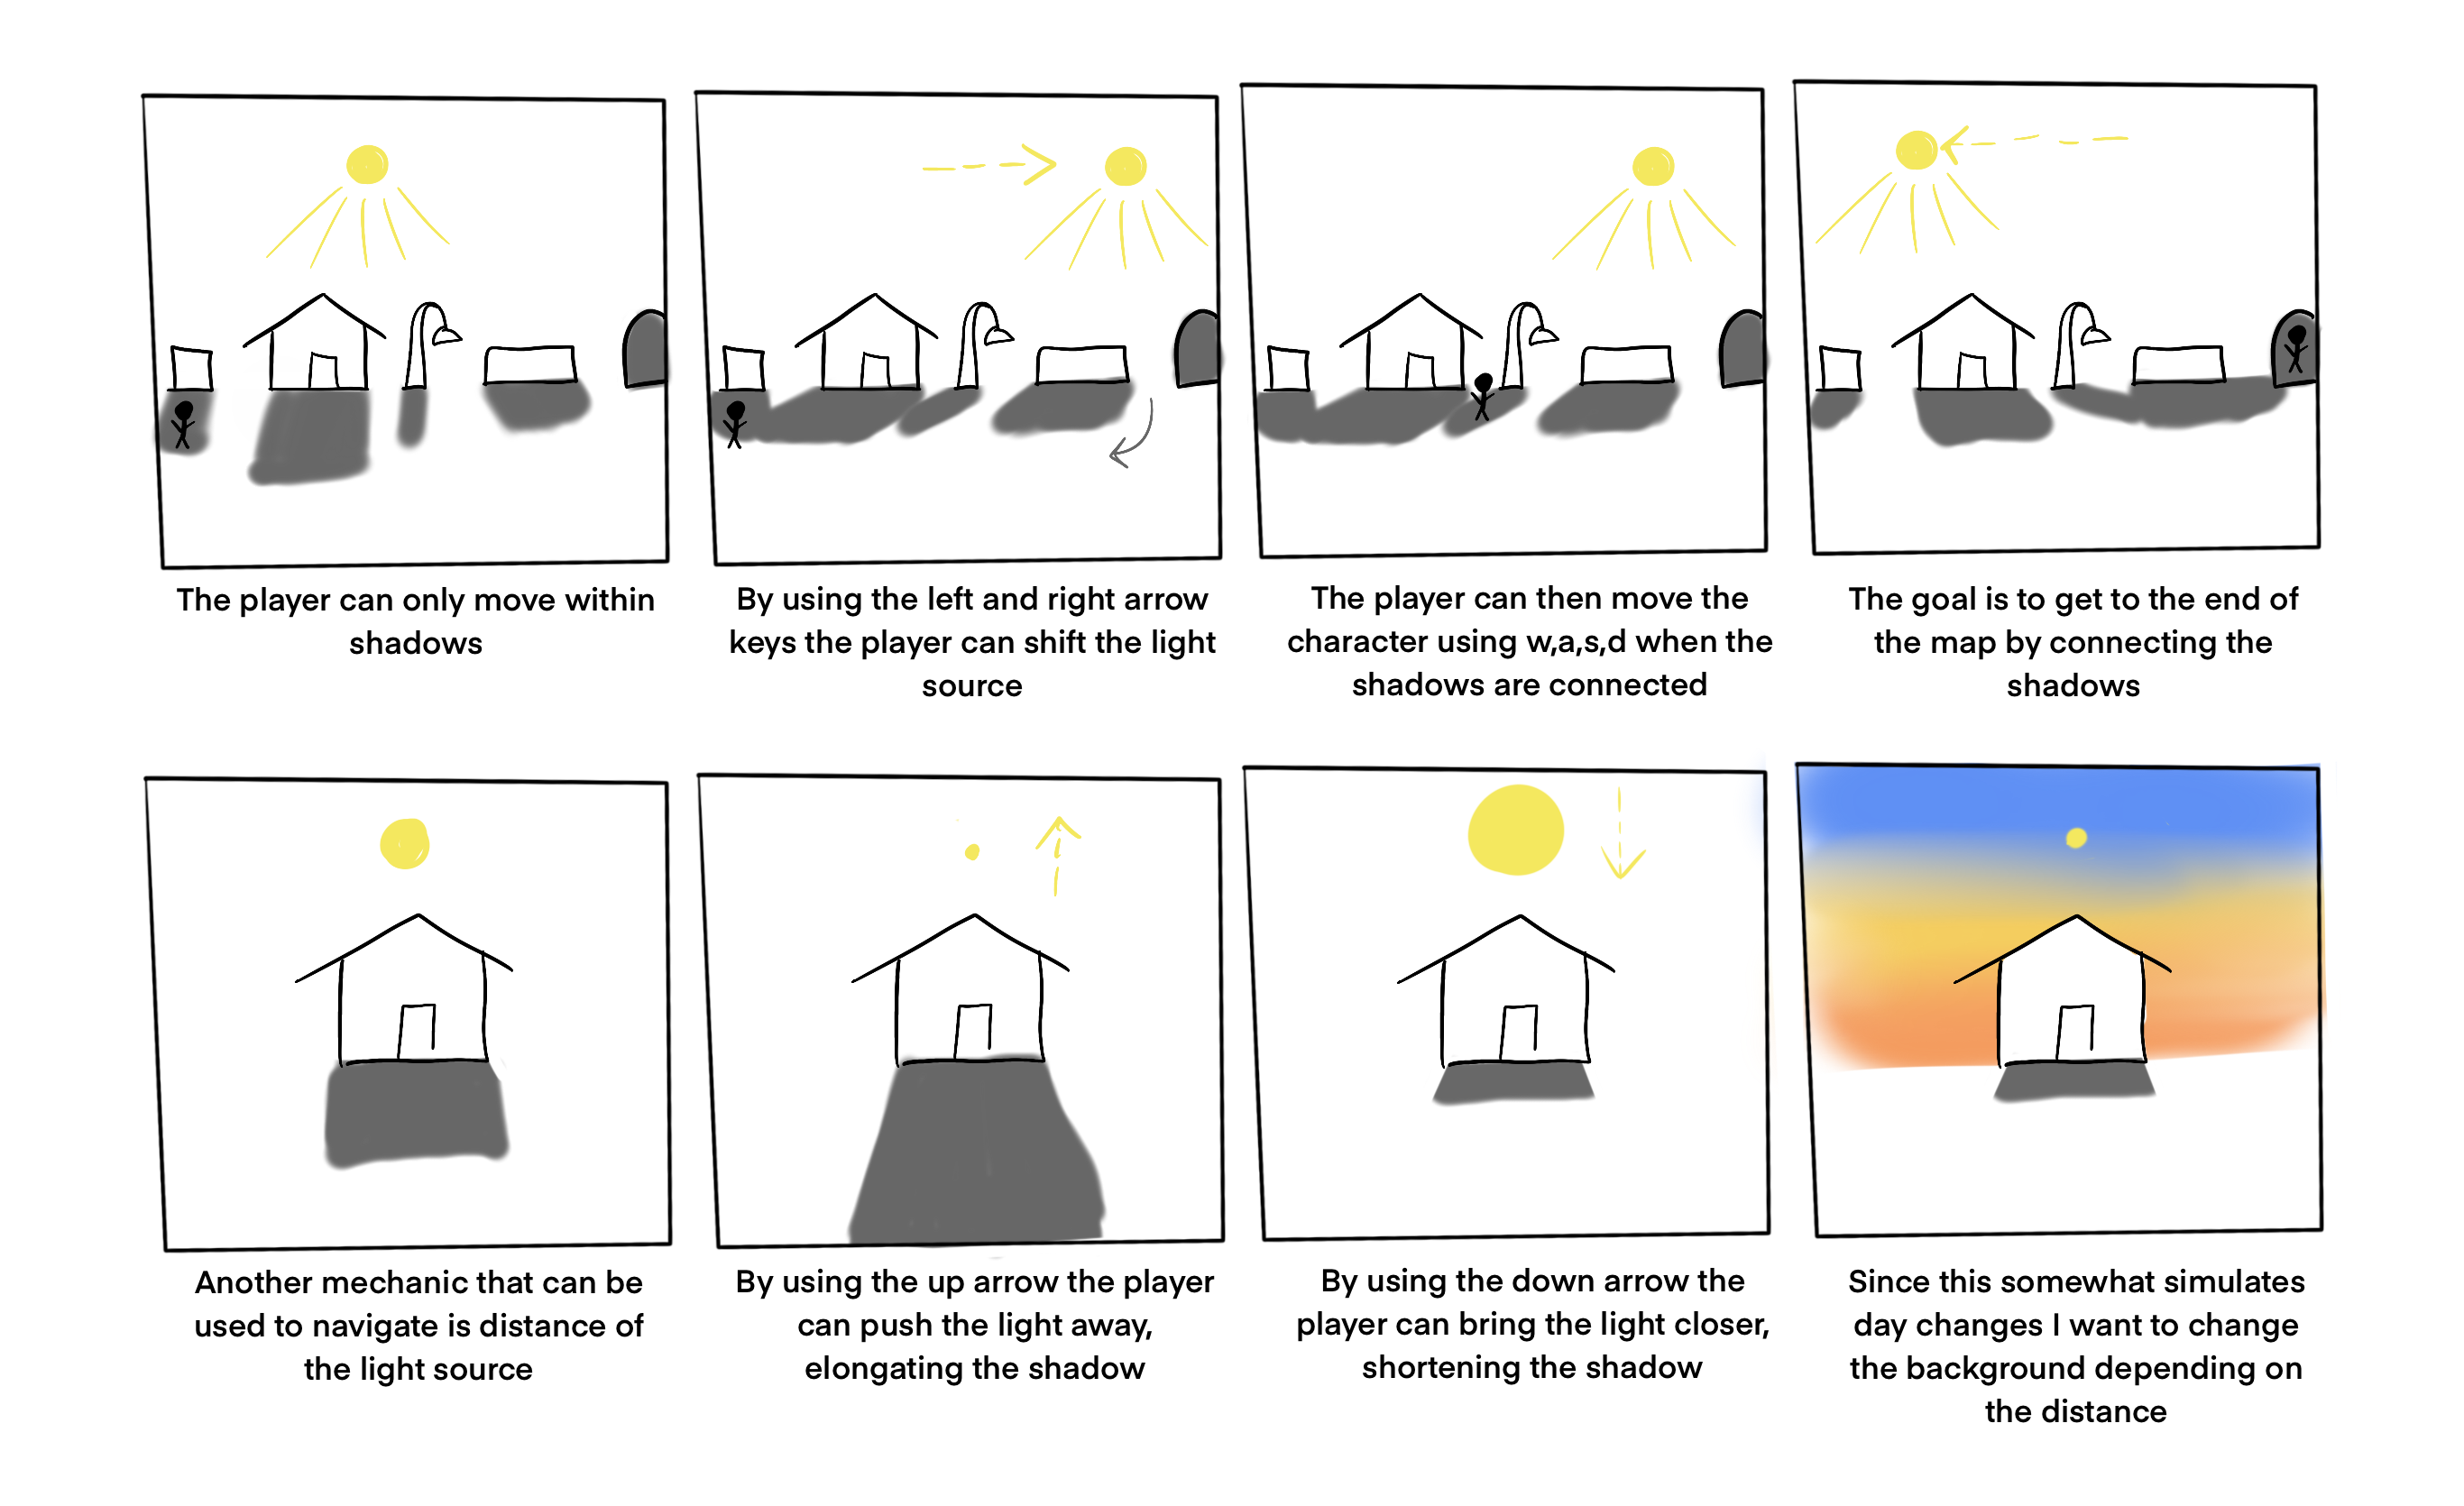 The player can only move within
shadows
By using the left and right arrow
keys the player can shift the light
source
The player can then move the
character using w,a,s,d when the
shadows are connected
The goal is to get to the end of
the map by connecting the
shadows
Another mechanic that can be
used to navigate is distance of
the light source
By using the up arrow the player
can push the light away,
elongating the shadow
By using the down arrow the
player can bring the light closer,
shortening the shadow
Since this somewhat simulates
day changes I want to change
the background depending on
the distance